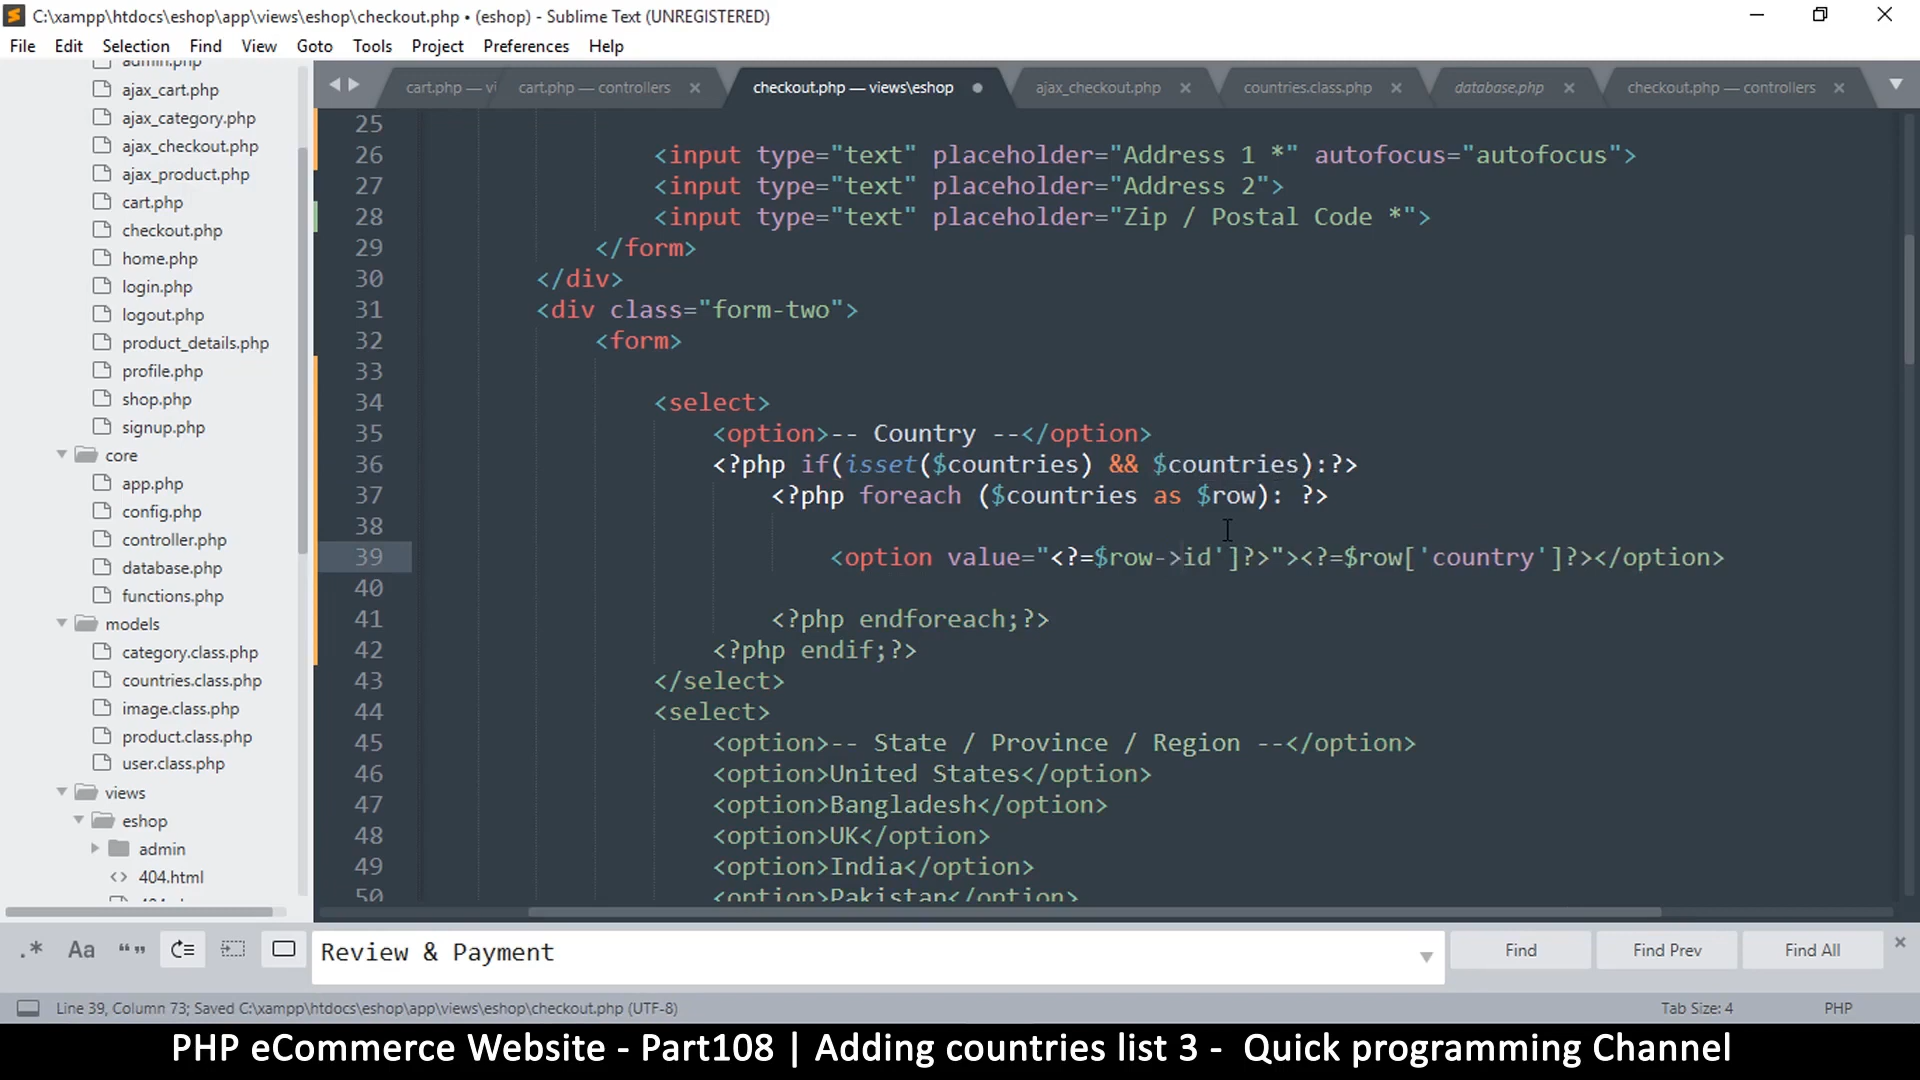 C:\xampp\htdocs\eshop\app\views\eshop\checkout.php • (eshop) - Sublime Text (UNREGISTERED)
File Edit Selection Find View Goto Tools Project Preferences Help
cart.php — vi cart.php — controllers checkout.php — views\eshop ajax_checkout.php countries.class.php database.php checkout.php — controllers
admin.php
ajax_cart.php
ajax_category.php
ajax_checkout.php
ajax_product.php
cart.php
checkout.php
home.php
login.php
logout.php
product_details.php
profile.php
shop.php
signup.php
core
app.php
config.php
controller.php
database.php
functions.php
models
category.class.php
countries.class.php
image.class.php
product.class.php
user.class.php
views
eshop
admin
404.html
25
26 <input type="text" placeholder="Address 1 *" autofocus="autofocus">
27 <input type="text" placeholder="Address 2">
28 <input type="text" placeholder="Zip / Postal Code *">
29 </form>
30 </div>
31 <div class="form-two">
32 <form>
33
34 <select>
35 <option>-- Country --</option>
36 <?php if(isset($countries) && $countries):?>
37 <?php foreach ($countries as $row): ?>
38
39 <option value="<?=$row->id']?>"><?=$row['country']?></option>
40
41 <?php endforeach;?>
42 <?php endif;?>
43 </select>
44 <select>
45 <option>-- State / Province / Region --</option>
46 <option>United States</option>
47 <option>Bangladesh</option>
48 <option>UK</option>
49 <option>India</option>
50 <option>Pakistan</option>
.* Aa “ ” Review & Payment Find Find Prev Find All
Line 39, Column 73; Saved C:\xampp\htdocs\eshop\app\views\eshop\checkout.php (UTF-8) Tab Size: 4 PHP
PHP eCommerce Website - Part108 | Adding countries list 3 - Quick programming Channel